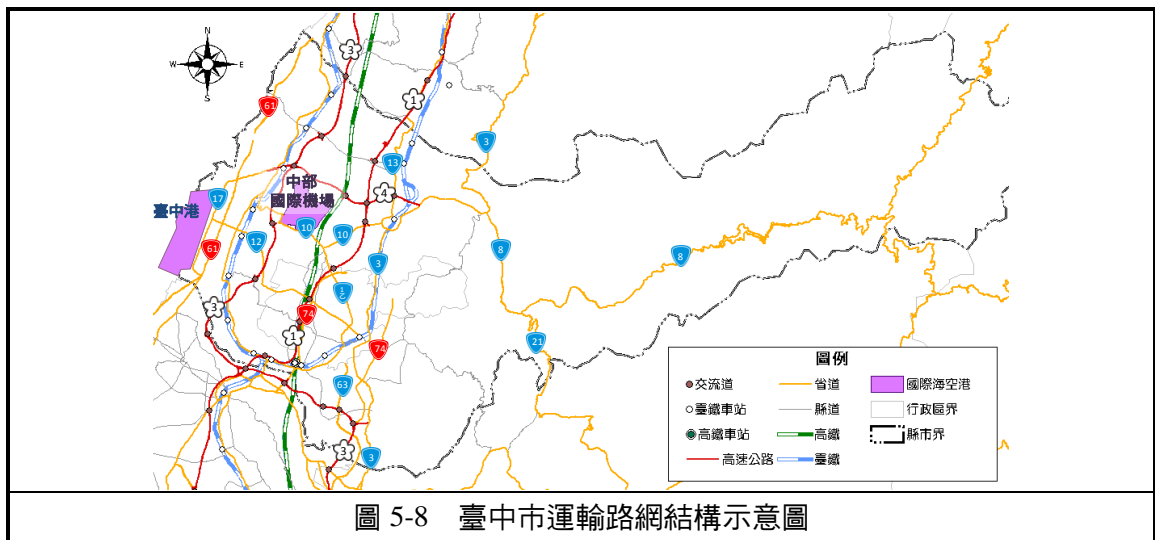 N
W E
S
3
1
61
3
13
中部
國際機場
4
17
臺中港
10
10
12
61
3
8
8
1
2
3
74
1
74
21
63
3
3
圖例
交流道
省道
國際海空港
臺鐵車站
縣道
行政區界
高鐵車站
高鐵
縣市界
高速公路
臺鐵
圖 5-8 臺中市運輸路網結構示意圖